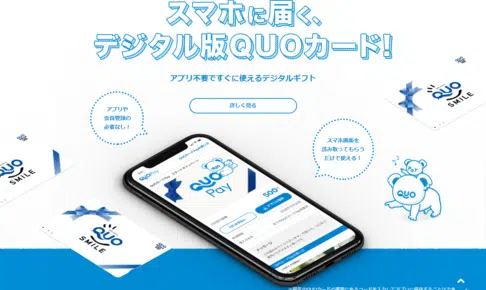 スマホに届く、
デジタル版QUOカード!
アプリ不要ですぐに使えるデジタルギフト
詳しく見る
アプリや
会員登録の
必要なし!
スマホ画面を
読み取ってもらう
だけで使える!
QUO
SMILE
QUO
SMILE
QUO
SMILE
QUO
Pay
500